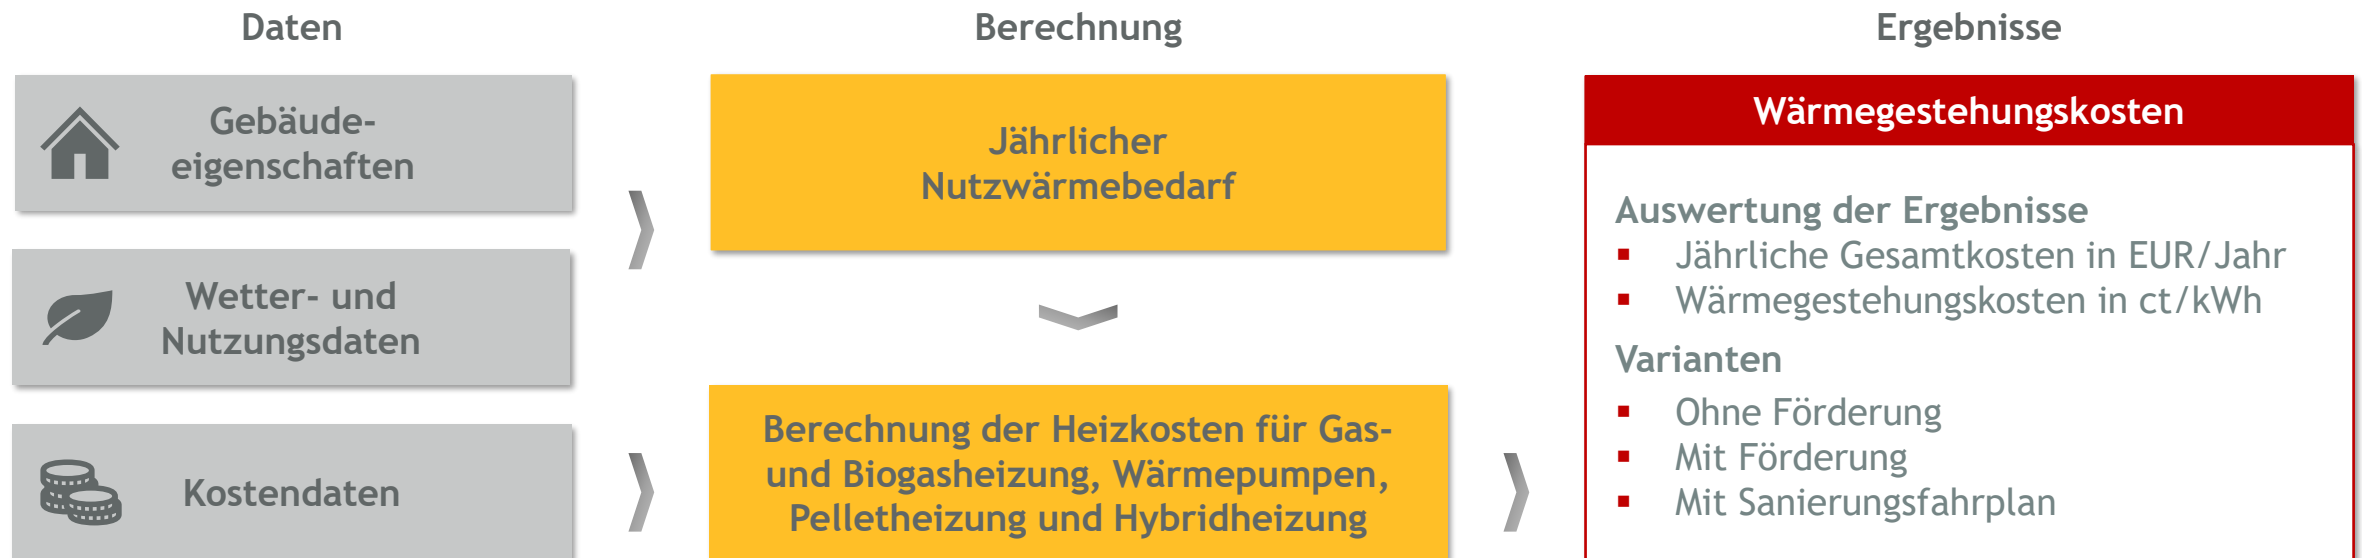 Daten
Gebäude-
eigenschaften
Wetter- und
Nutzungsdaten
Kostendaten
Berechnung
Jährlicher
Nutzwärmebedarf
Berechnung der Heizkosten für Gas-
und Biogasheizung, Wärmepumpen,
Pelletheizung und Hybridheizung
Ergebnisse
Wärmegestehungskosten
Auswertung der Ergebnisse
▪ Jährliche Gesamtkosten in EUR/Jahr
▪ Wärmegestehungskosten in ct/kWh
Varianten
▪ Ohne Förderung
▪ Mit Förderung
▪ Mit Sanierungsfahrplan